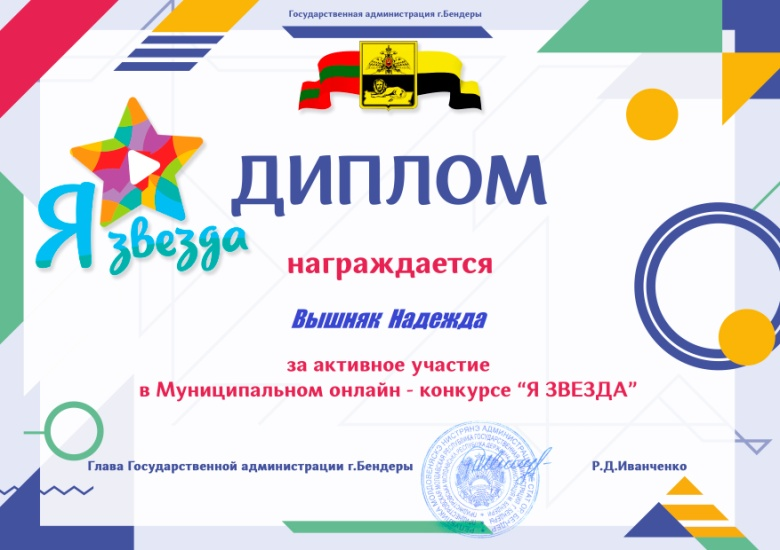 Государственная администрация г.Бендеры
ДИПЛОМ
Я звезда
награждается
Вышняк Надежда
за активное участие
в Муниципальном онлайн - конкурсе “Я ЗВЕЗДА”
Глава Государственной администрации г.Бендеры
Р.Д.Иванченко